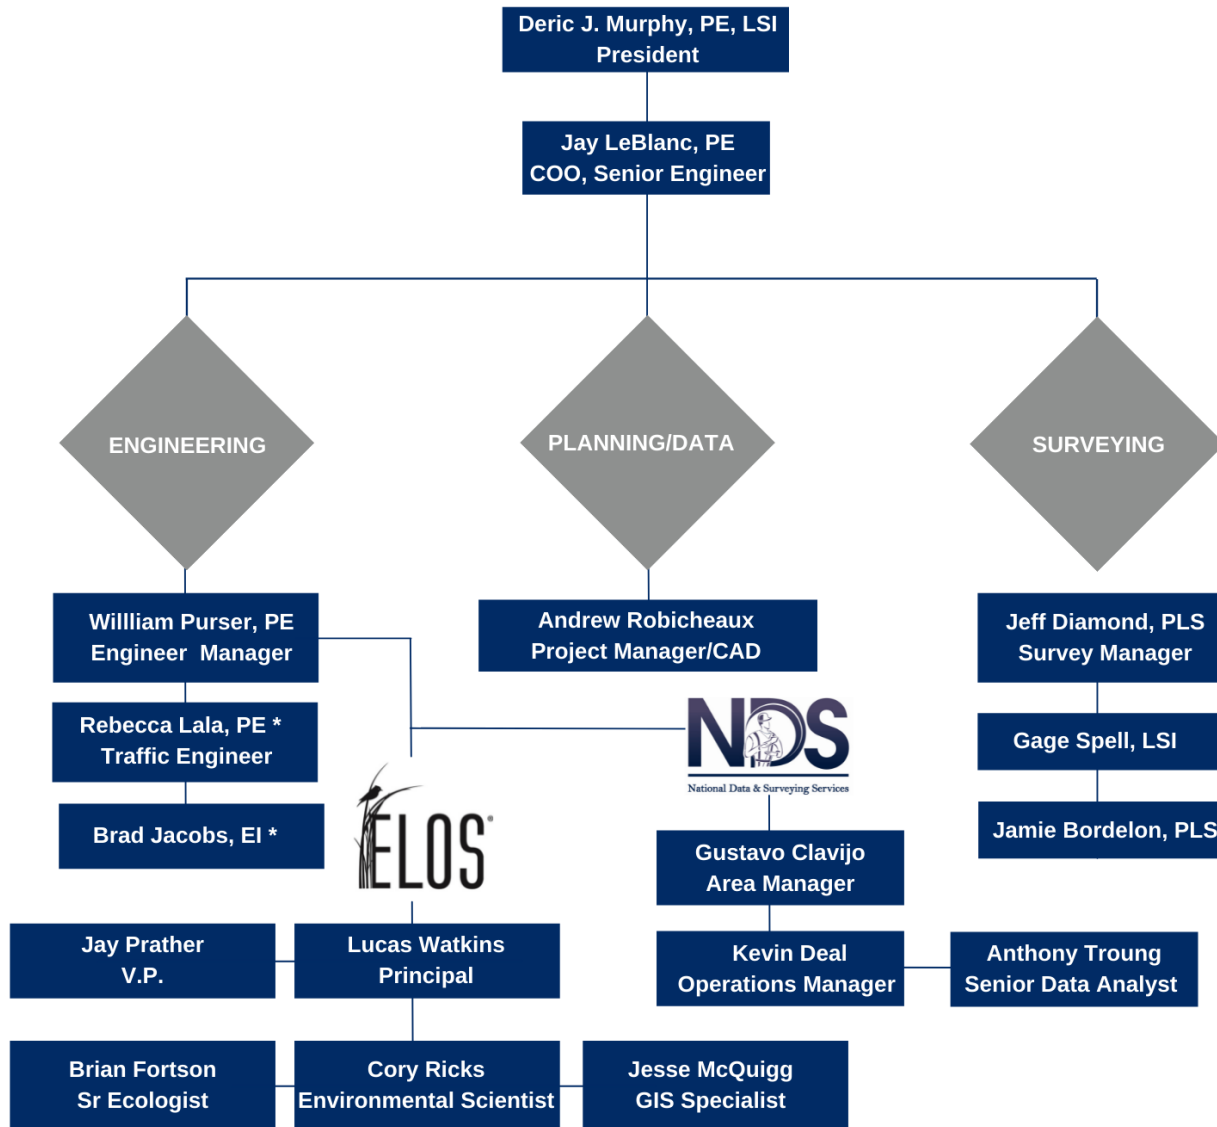 Deric J. Murphy, PE, LSI
President
Jay LeBlanc, PE
COO, Senior Engineer
ENGINEERING
PLANNING/DATA
SURVEYING
Willliam Purser, PE
Engineer Manager
Rebecca Lala, PE *
Traffic Engineer
Brad Jacobs, EI *
Andrew Robicheaux
Project Manager/CAD
Jeff Diamond, PLS
Survey Manager
Gage Spell, LSI
Jamie Bordelon, PLS
NDS
National Data & Surveying Services
Gustavo Clavijo
Area Manager
Kevin Deal
Operations Manager
Anthony Troung
Senior Data Analyst
ELOS®
Jay Prather
V.P.
Lucas Watkins
Principal
Brian Fortson
Sr Ecologist
Cory Ricks
Environmental Scientist
Jesse McQuigg
GIS Specialist